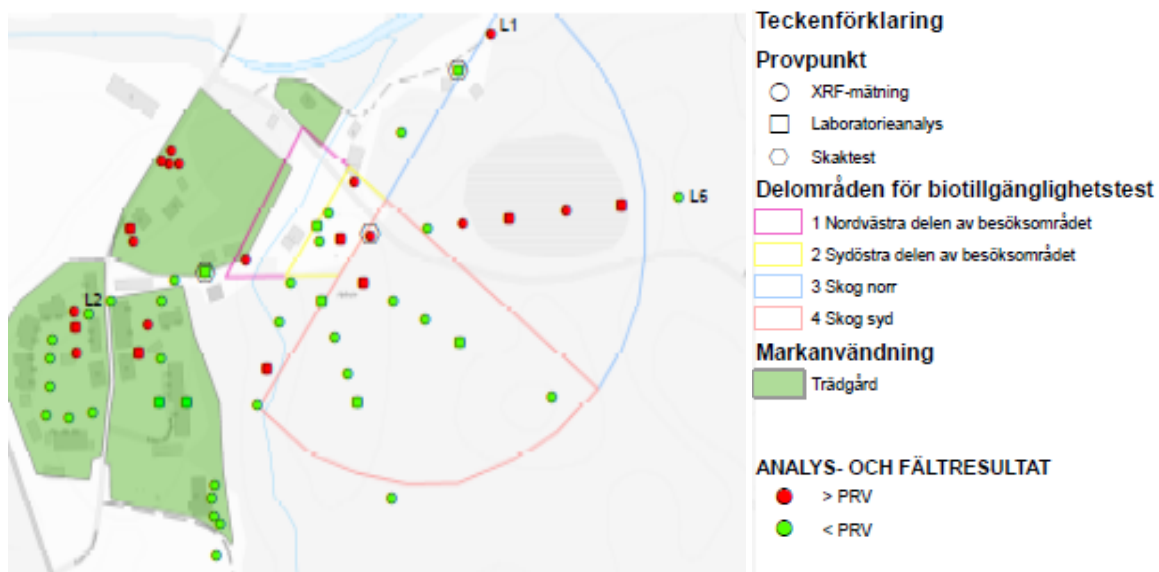 L1
L5
L2
Teckenförklaring
Provpunkt
XRF-mätning
Laboratorieanalys
Skaktest
Delområden för biotillgänglighetstest
1 Nordvästra delen av besöksområdet
2 Sydöstra delen av besöksområdet
3 Skog norr
4 Skog syd
Markanvändning
Trädgård
ANALYS- OCH FÄLTRESULTAT
> PRV
< PRV